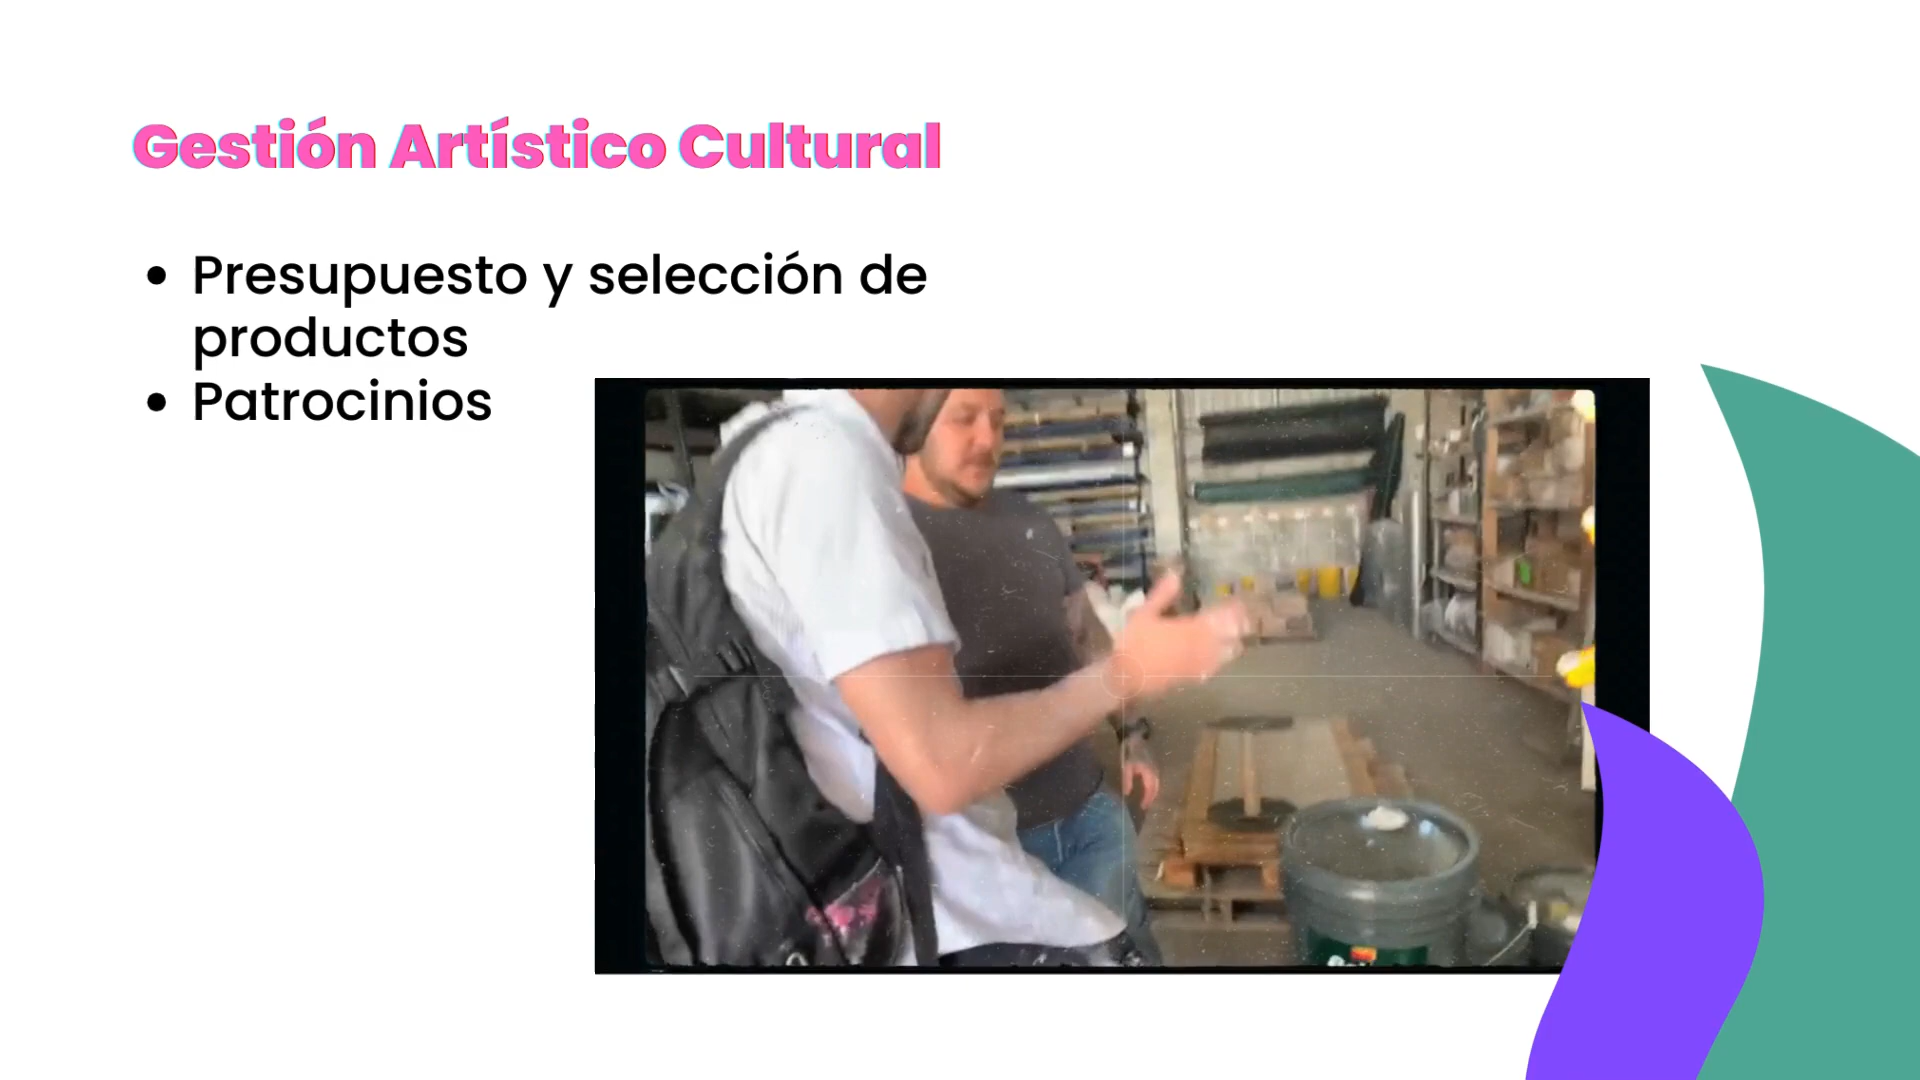 Gestión Artístico Cultural
• Presupuesto y selección de
productos
• Patrocinios